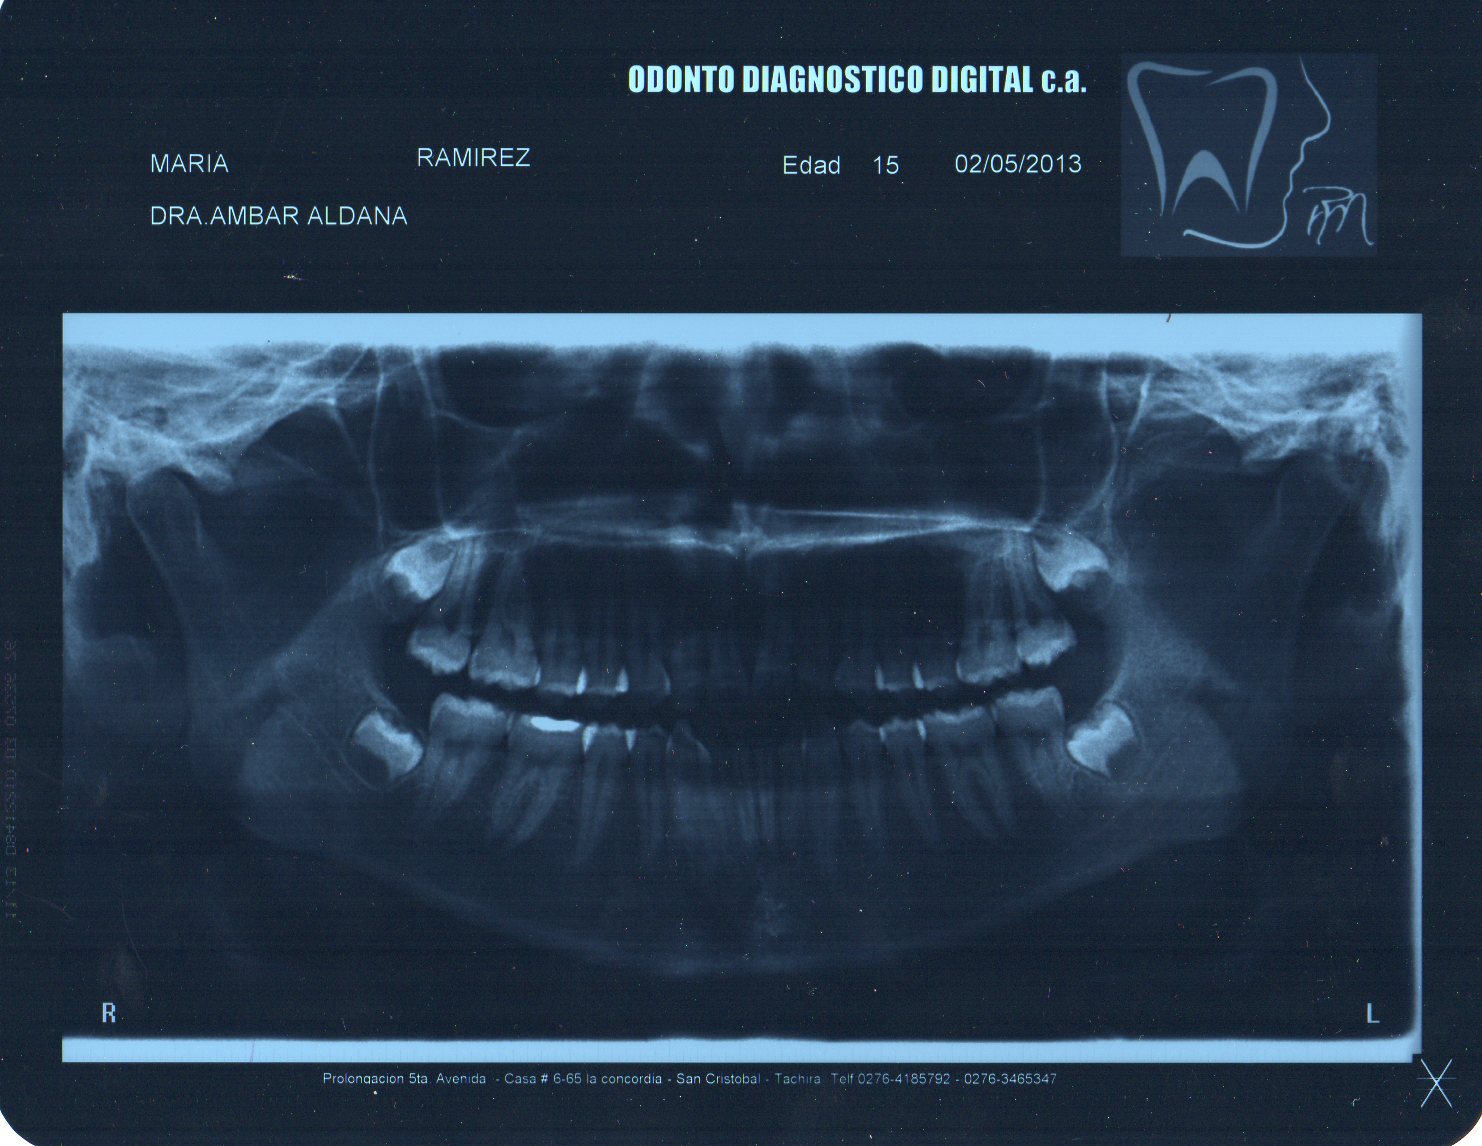 ODONTO DIAGNOSTICO DIGITAL c.a.
MARIA RAMIREZ Edad 15 02/05/2013
DRA.AMBAR ALDANA
R L
Prolongacion 5ta. Avenida - Casa # 6-65 la concordia - San Cristobal - Tachira Telf 0276-4185792 - 0276-3465347